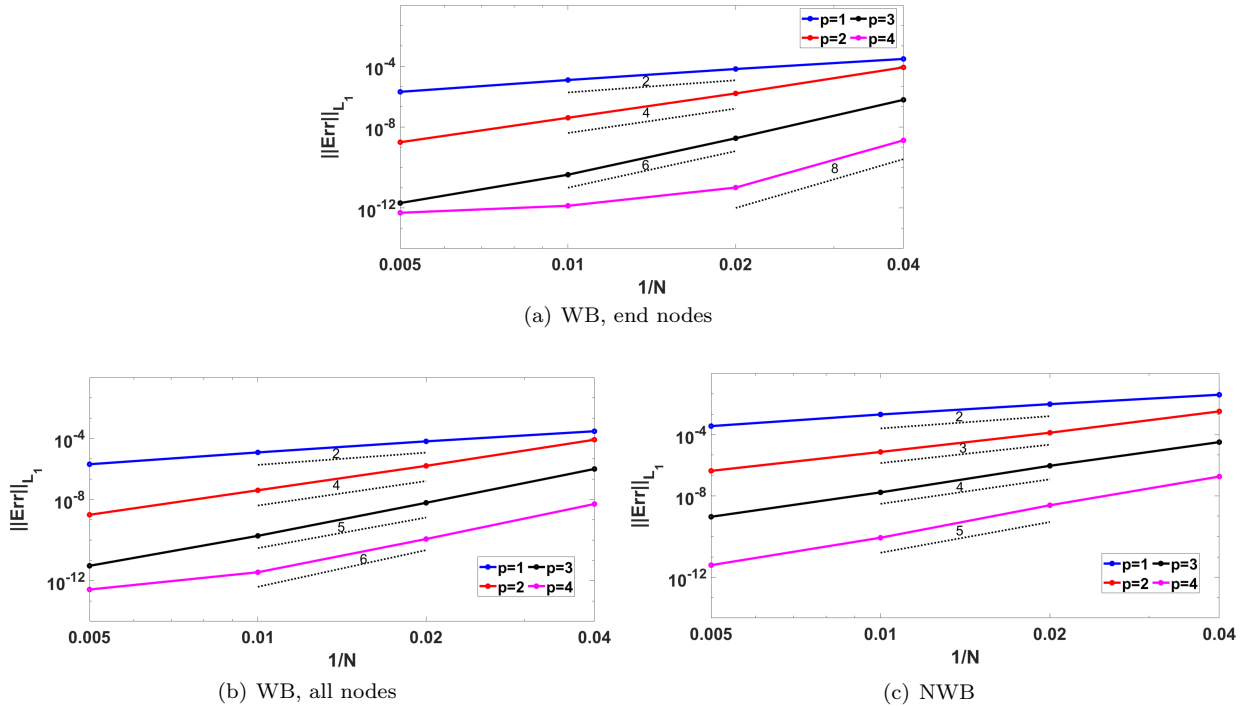 p=1 p=3
p=2 p=4
10^-4
10^-8
10^-12
||Err||_{L_1}
2
4
6
8
0.005 0.01 0.02 0.04
1/N
(a) WB, end nodes
10^-4
10^-8
10^-12
||Err||_{L_1}
2
4
5
6
p=1 p=3
p=2 p=4
0.005 0.01 0.02 0.04
1/N
(b) WB, all nodes
10^-4
10^-8
10^-12
||Err||_{L_1}
2
3
4
5
p=1 p=3
p=2 p=4
0.005 0.01 0.02 0.04
1/N
(c) NWB